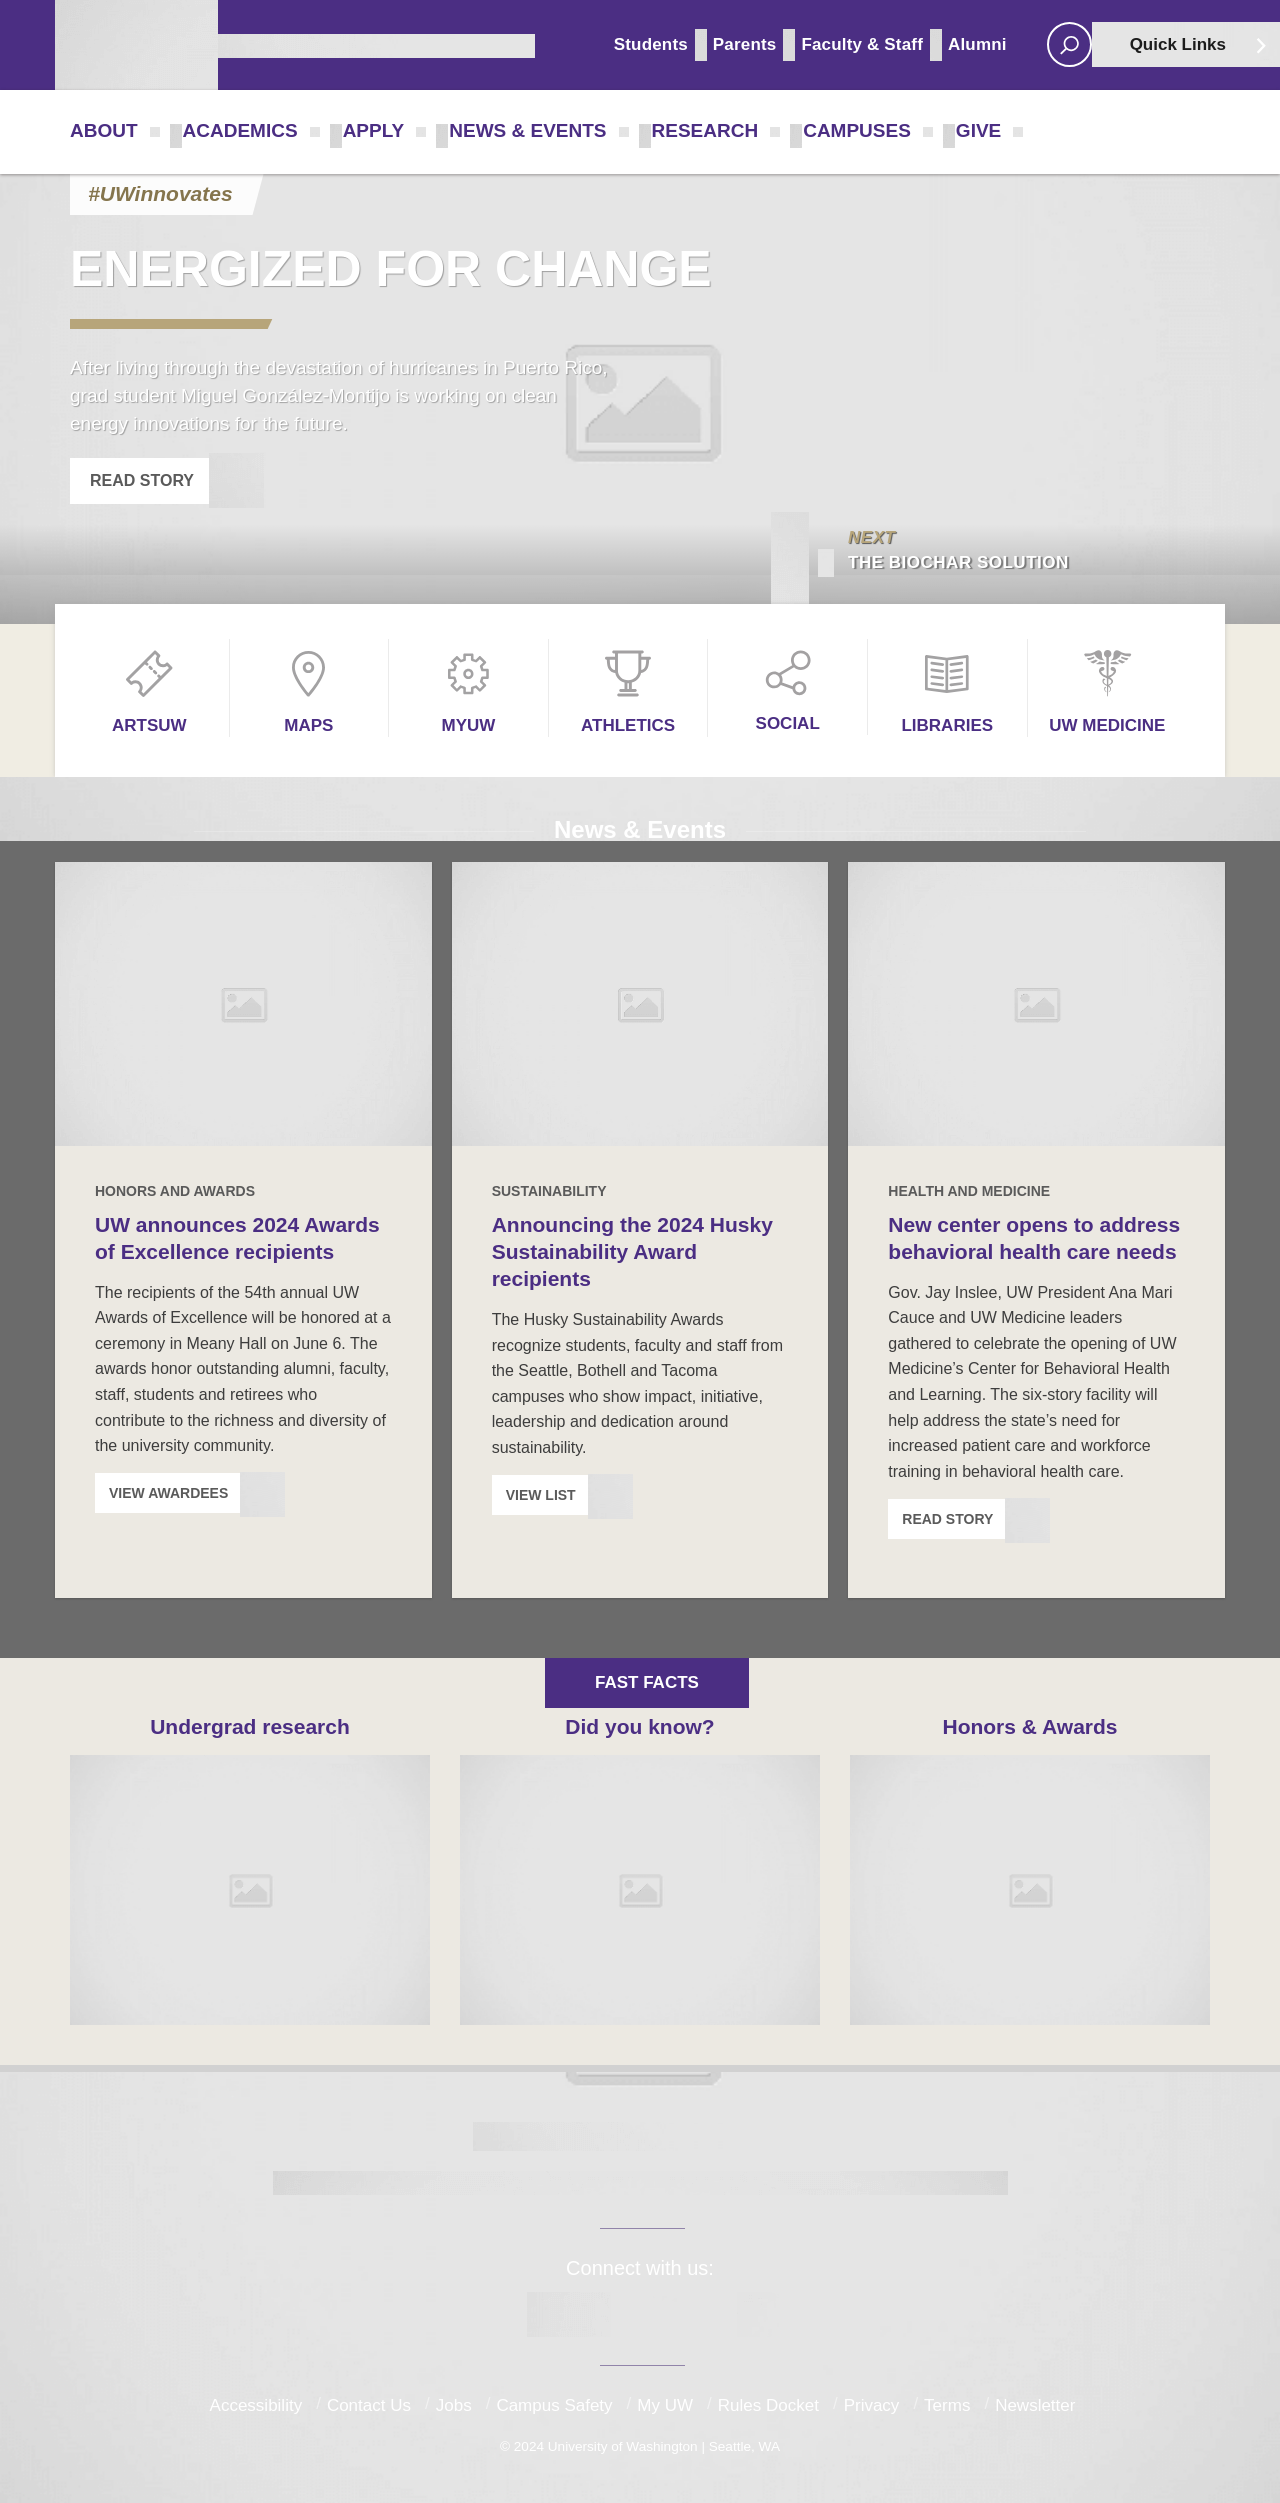 Students Parents Faculty & Staff Alumni Quick Links
ABOUT ACADEMICS APPLY NEWS & EVENTS RESEARCH CAMPUSES GIVE
#UWinnovates
ENERGIZED FOR CHANGE
After living through the devastation of hurricanes in Puerto Rico,
grad student Miguel González-Montijo is working on clean
energy innovations for the future.
READ STORY
NEXT
THE BIOCHAR SOLUTION
ARTSUW MAPS MYUW ATHLETICS SOCIAL LIBRARIES UW MEDICINE
News & Events
HONORS AND AWARDS
UW announces 2024 Awards
of Excellence recipients
The recipients of the 54th annual UW
Awards of Excellence will be honored at a
ceremony in Meany Hall on June 6. The
awards honor outstanding alumni, faculty,
staff, students and retirees who
contribute to the richness and diversity of
the university community.
VIEW AWARDEES
SUSTAINABILITY
Announcing the 2024 Husky
Sustainability Award
recipients
The Husky Sustainability Awards
recognize students, faculty and staff from
the Seattle, Bothell and Tacoma
campuses who show impact, initiative,
leadership and dedication around
sustainability.
VIEW LIST
HEALTH AND MEDICINE
New center opens to address
behavioral health care needs
Gov. Jay Inslee, UW President Ana Mari
Cauce and UW Medicine leaders
gathered to celebrate the opening of UW
Medicine’s Center for Behavioral Health
and Learning. The six-story facility will
help address the state’s need for
increased patient care and workforce
training in behavioral health care.
READ STORY
FAST FACTS
Undergrad research
Did you know?
Honors & Awards
Connect with us:
Accessibility / Contact Us / Jobs / Campus Safety / My UW / Rules Docket / Privacy / Terms / Newsletter
© 2024 University of Washington | Seattle, WA